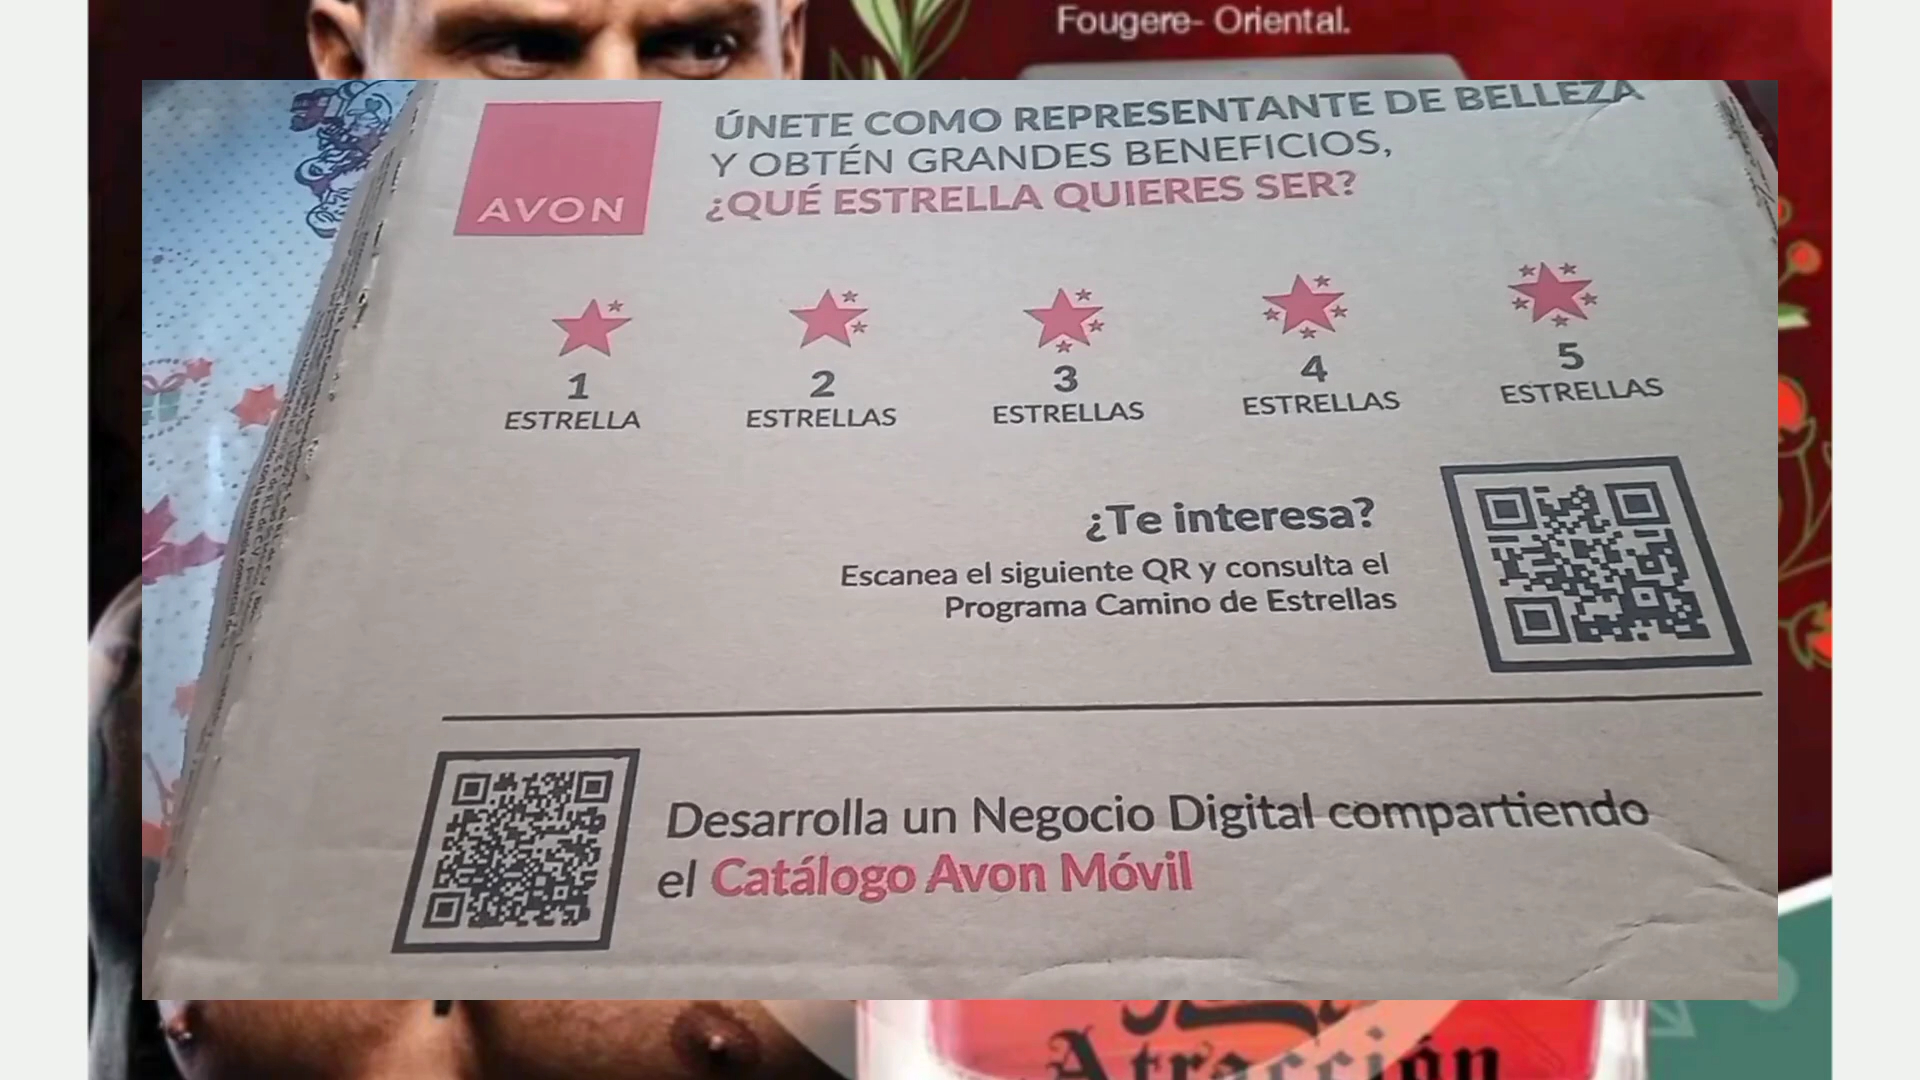 Fougere- Oriental.
AVON
ÚNETE COMO REPRESENTANTE DE BELLEZA
Y OBTÉN GRANDES BENEFICIOS,
¿QUÉ ESTRELLA QUIERES SER?
1
ESTRELLA
2
ESTRELLAS
3
ESTRELLAS
4
ESTRELLAS
5
ESTRELLAS
¿Te interesa?
Escanea el siguiente QR y consulta el
Programa Camino de Estrellas
Desarrolla un Negocio Digital compartiendo
el Catálogo Avon Móvil
Atracción